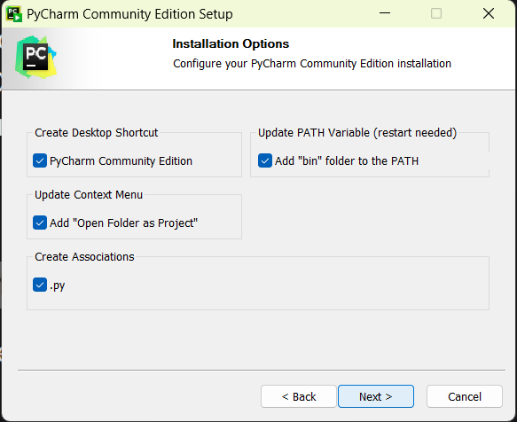 PyCharm Community Edition Setup
Installation Options
Configure your PyCharm Community Edition installation
PC
Create Desktop Shortcut
PyCharm Community Edition
Update PATH Variable (restart needed)
Add "bin" folder to the PATH
Update Context Menu
Add "Open Folder as Project"
Create Associations
.py
< Back
Next >
Cancel